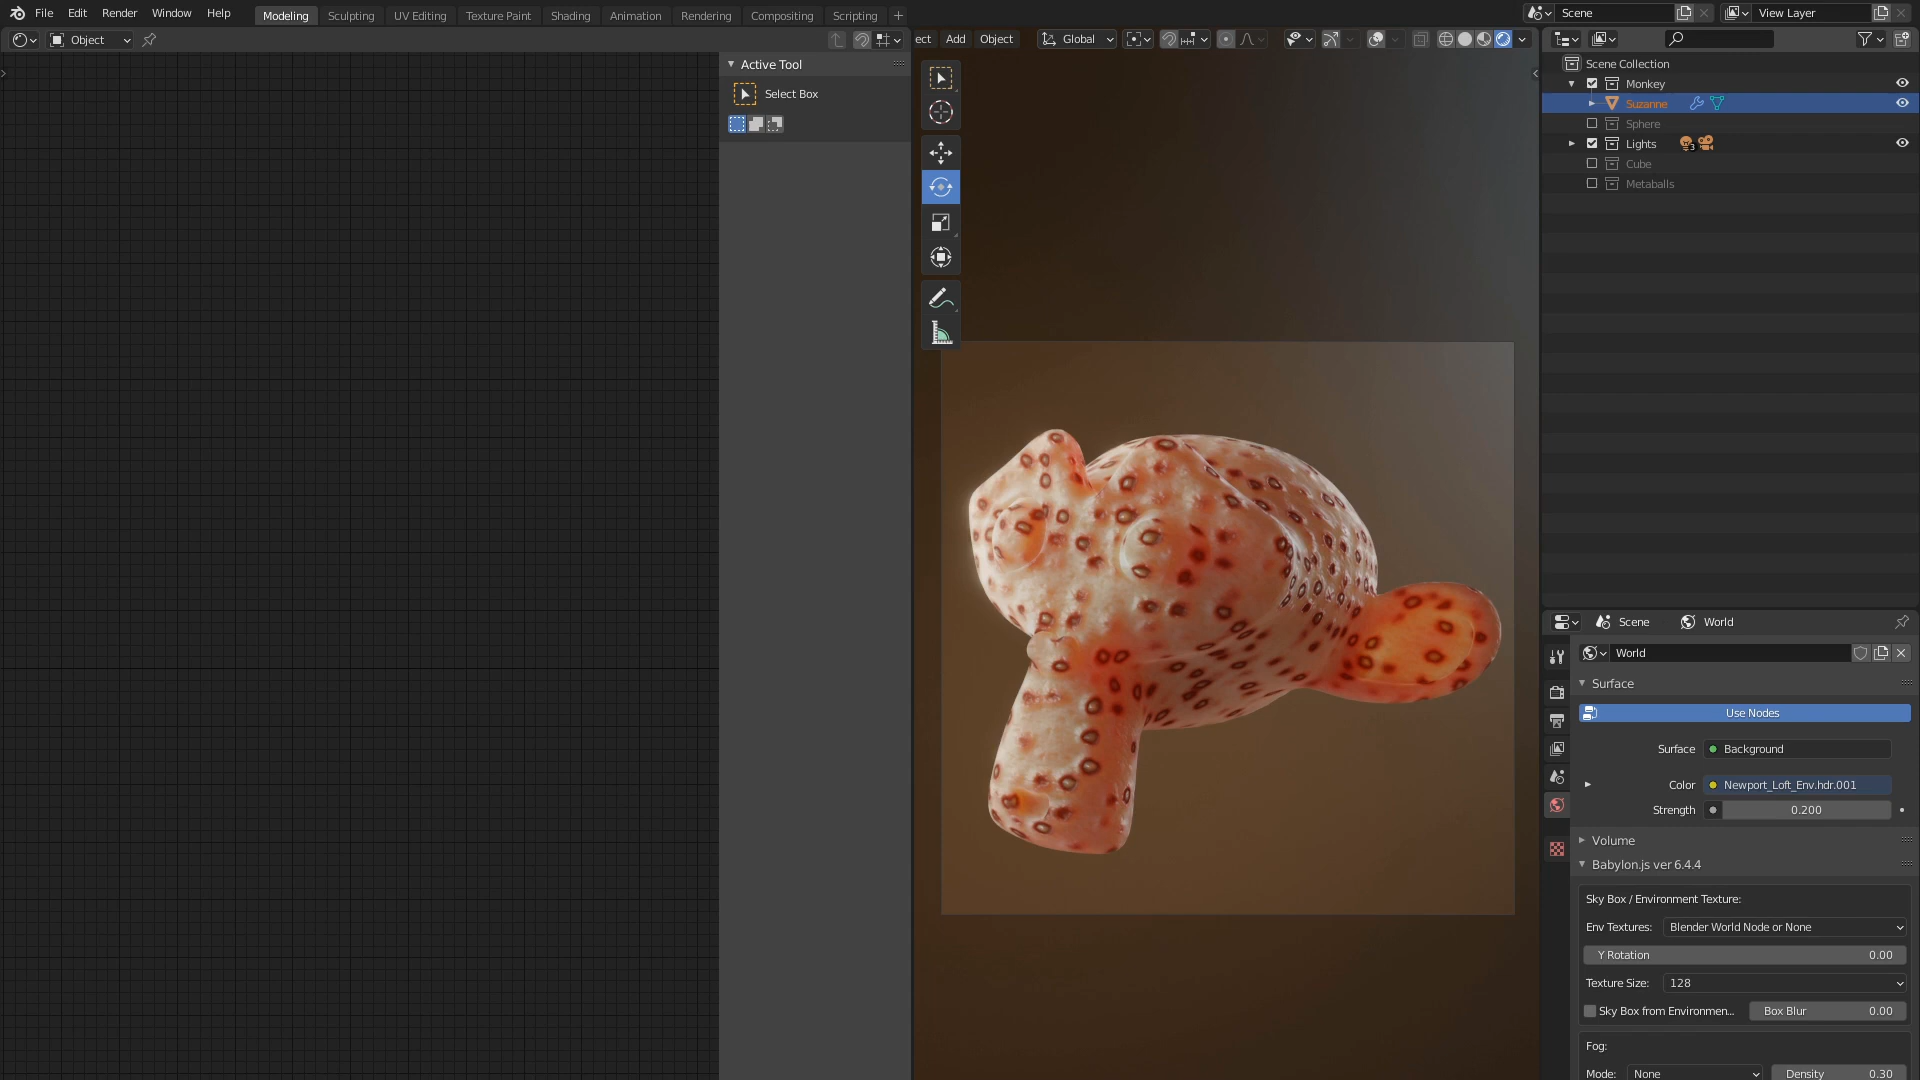 File Edit Render Window Help Modeling Sculpting UV Editing Texture Paint Shading Animation Rendering Compositing Scripting + Scene View Layer
Object ect Add Object Global
Active Tool
Select Box
Scene Collection
Monkey
Suzanne
Sphere
Lights 3
Cube
Metaballs
Scene World
World
Surface
Use Nodes
Surface Background
Color Newport_Loft_Env.hdr.001
Strength 0.200
Volume
Babylon.js ver 6.4.4
Sky Box / Environment Texture:
Env Textures: Blender World Node or None
Y Rotation 0.00
Texture Size: 128
Sky Box from Environmen... Box Blur 0.00
Fog:
Mode: None Density 0.30